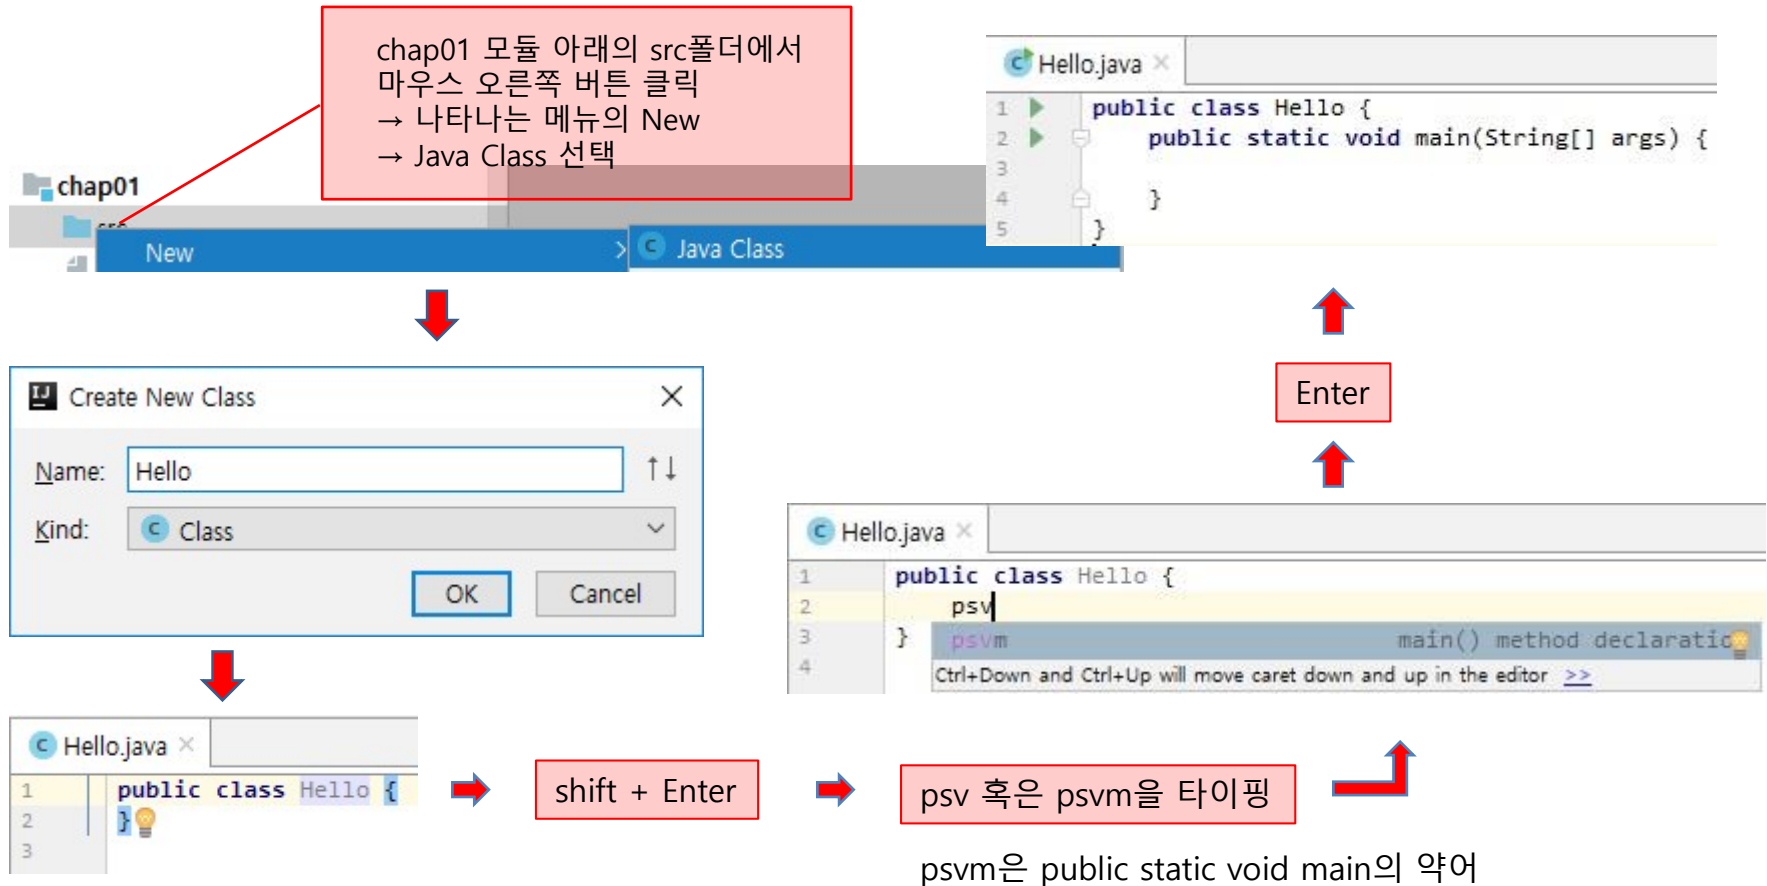 chap01 모듈 아래의 src폴더에서
마우스 오른쪽 버튼 클릭
→ 나타나는 메뉴의 New
→ Java Class 선택
chap01
src
New
Java Class
Create New Class
Name: Hello
Kind: Class
OK Cancel
Hello.java
1 public class Hello {
2 }
3
shift + Enter
psv 혹은 psvm을 타이핑
psvm은 public static void main의 약어
Hello.java
1 public class Hello {
2 psv
3 }
4
psvm main() method declaratio
Ctrl+Down and Ctrl+Up will move caret down and up in the editor >>
Enter
Hello.java
1 public class Hello {
2 public static void main(String[] args) {
3
4 }
5 }